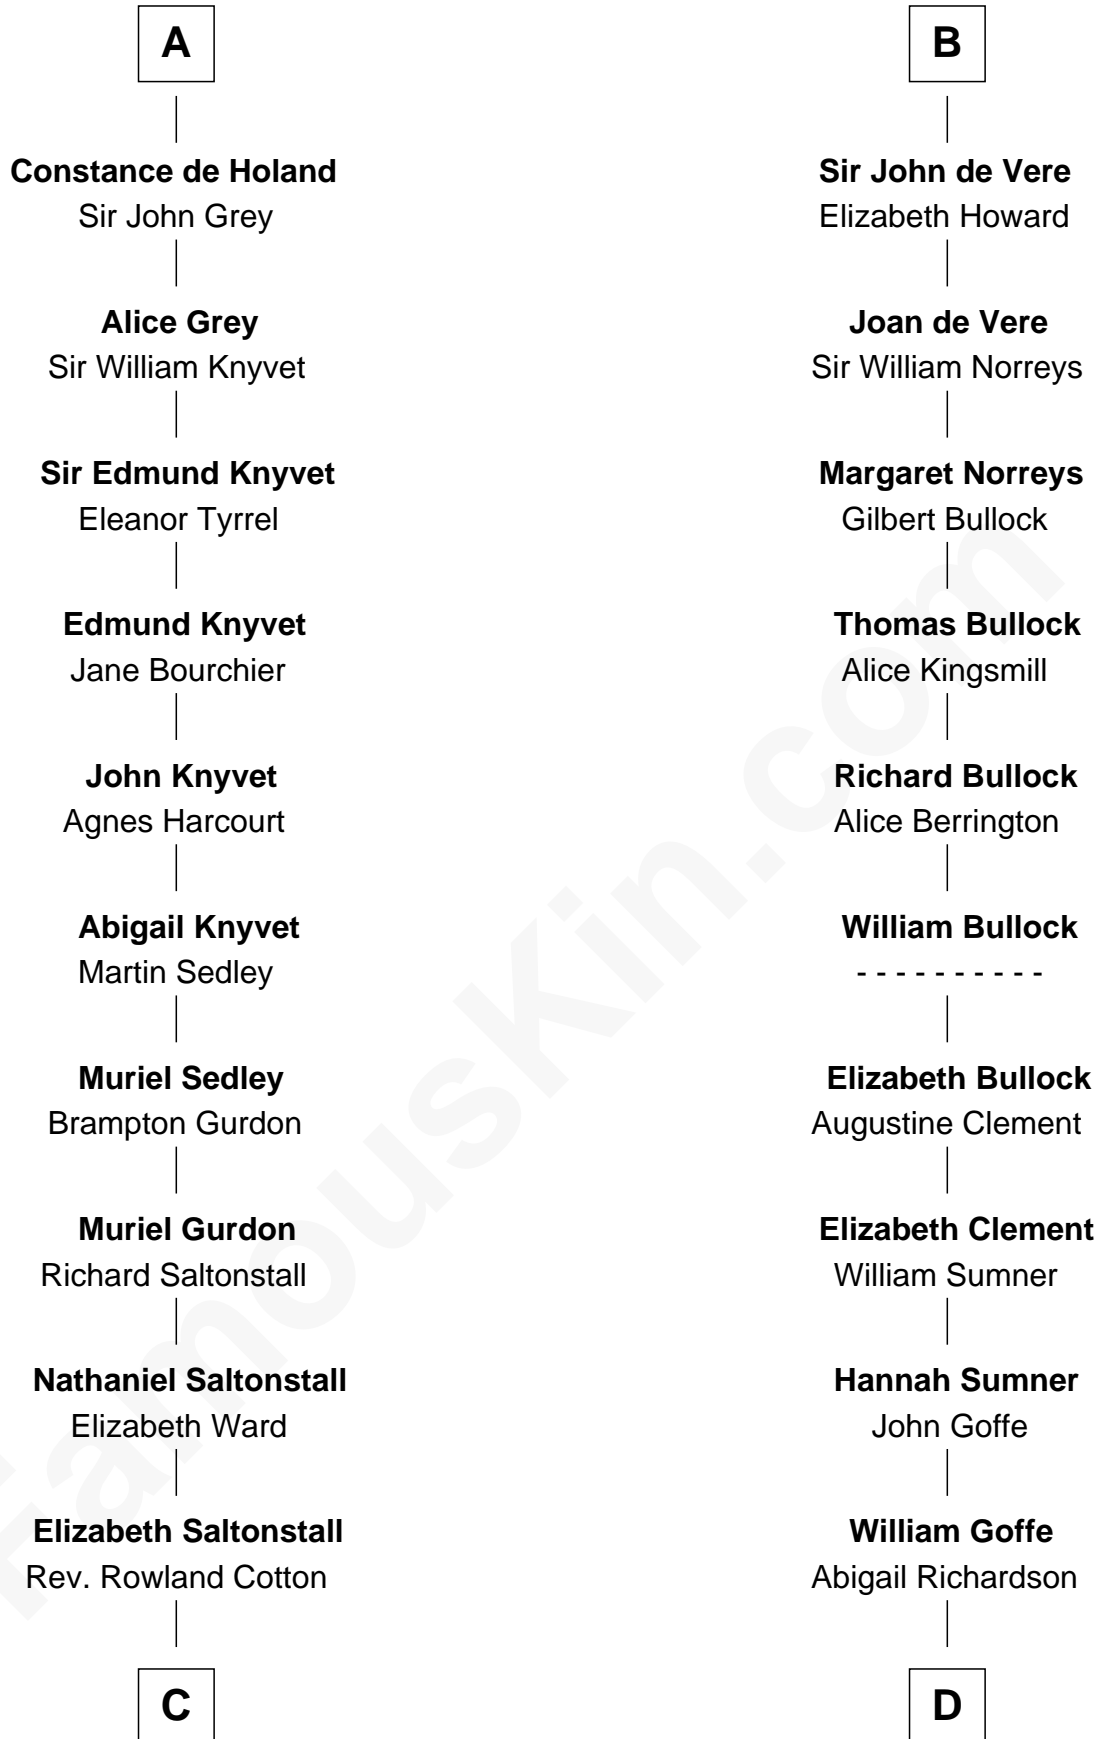 A
Constance de Holand
Sir John Grey
Alice Grey
Sir William Knyvet
Sir Edmund Knyvet
Eleanor Tyrrel
Edmund Knyvet
Jane Bourchier
John Knyvet
Agnes Harcourt
Abigail Knyvet
Martin Sedley
Muriel Sedley
Brampton Gurdon
Muriel Gurdon
Richard Saltonstall
Nathaniel Saltonstall
Elizabeth Ward
Elizabeth Saltonstall
Rev. Rowland Cotton
C
B
Sir John de Vere
Elizabeth Howard
Joan de Vere
Sir William Norreys
Margaret Norreys
Gilbert Bullock
Thomas Bullock
Alice Kingsmill
Richard Bullock
Alice Berrington
William Bullock
- - - - - - - - - -
Elizabeth Bullock
Augustine Clement
Elizabeth Clement
William Sumner
Hannah Sumner
John Goffe
William Goffe
Abigail Richardson
D
FamousKin.com